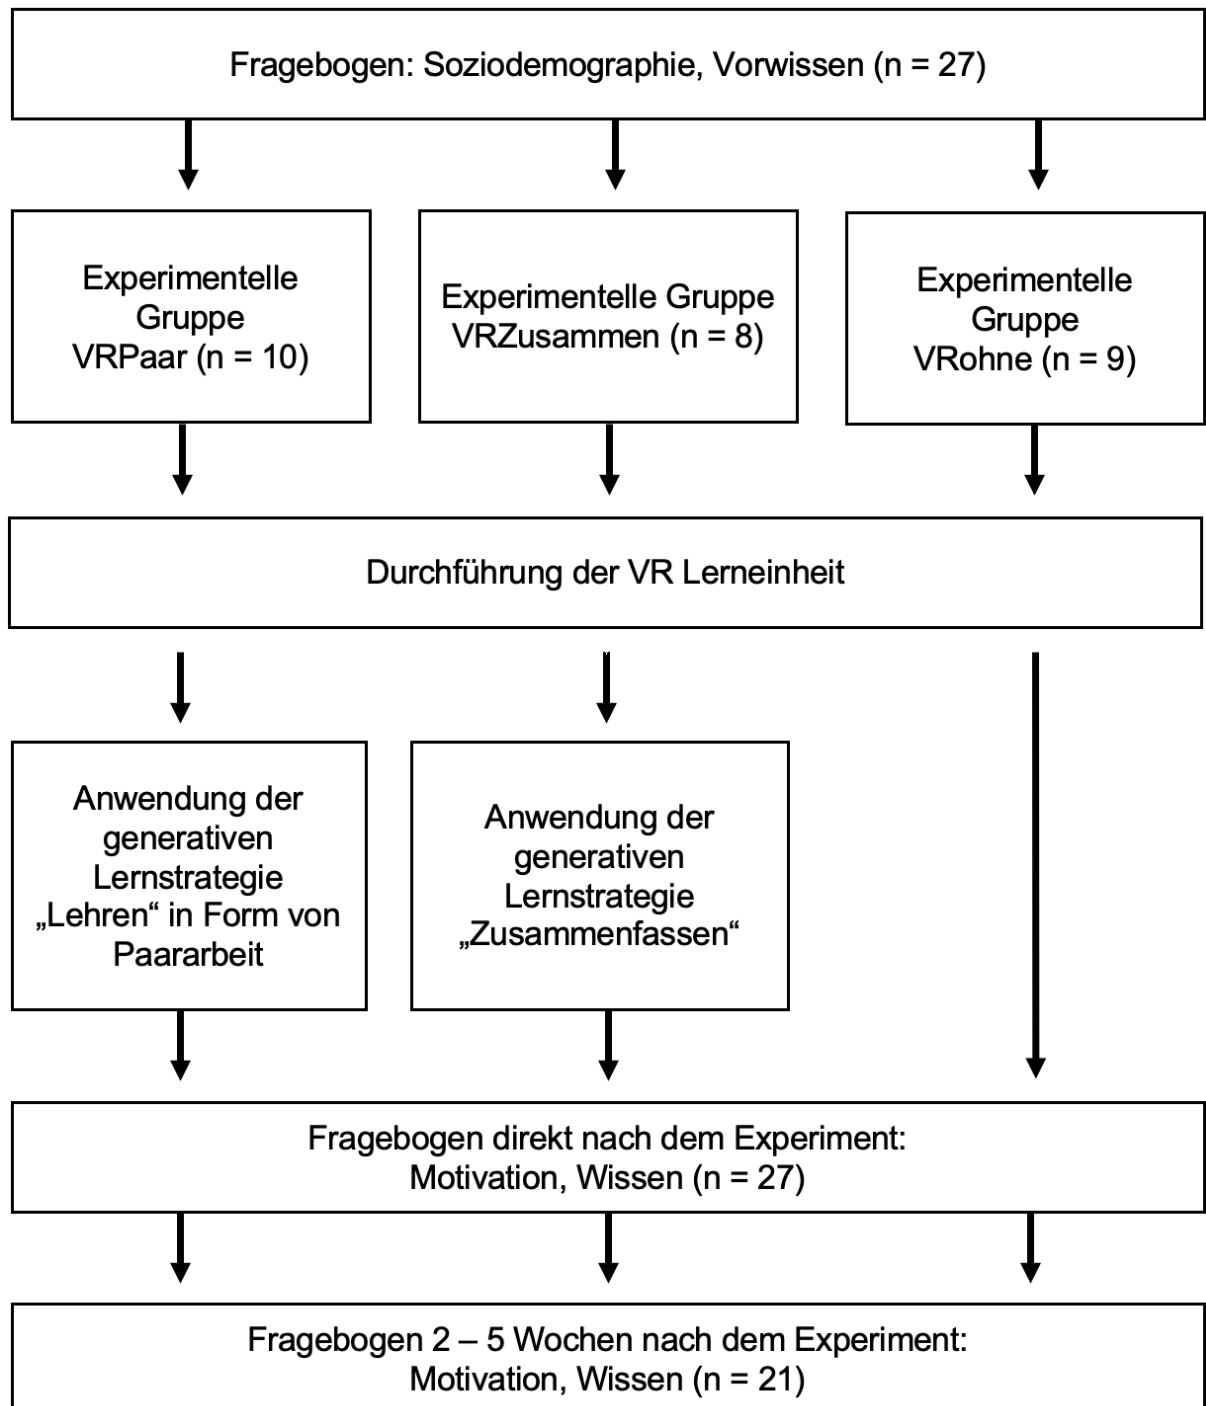 Fragebogen: Soziodemographie, Vorwissen (n = 27)
Experimentelle
Gruppe
VRPaar (n = 10)
Experimentelle Gruppe
VRZusammen (n = 8)
Experimentelle
Gruppe
VRohne (n = 9)
Durchführung der VR Lerneinheit
Anwendung der
generativen
Lernstrategie
„Lehren“ in Form von
Paararbeit
Anwendung der
generativen
Lernstrategie
„Zusammenfassen“
Fragebogen direkt nach dem Experiment:
Motivation, Wissen (n = 27)
Fragebogen 2 – 5 Wochen nach dem Experiment:
Motivation, Wissen (n = 21)